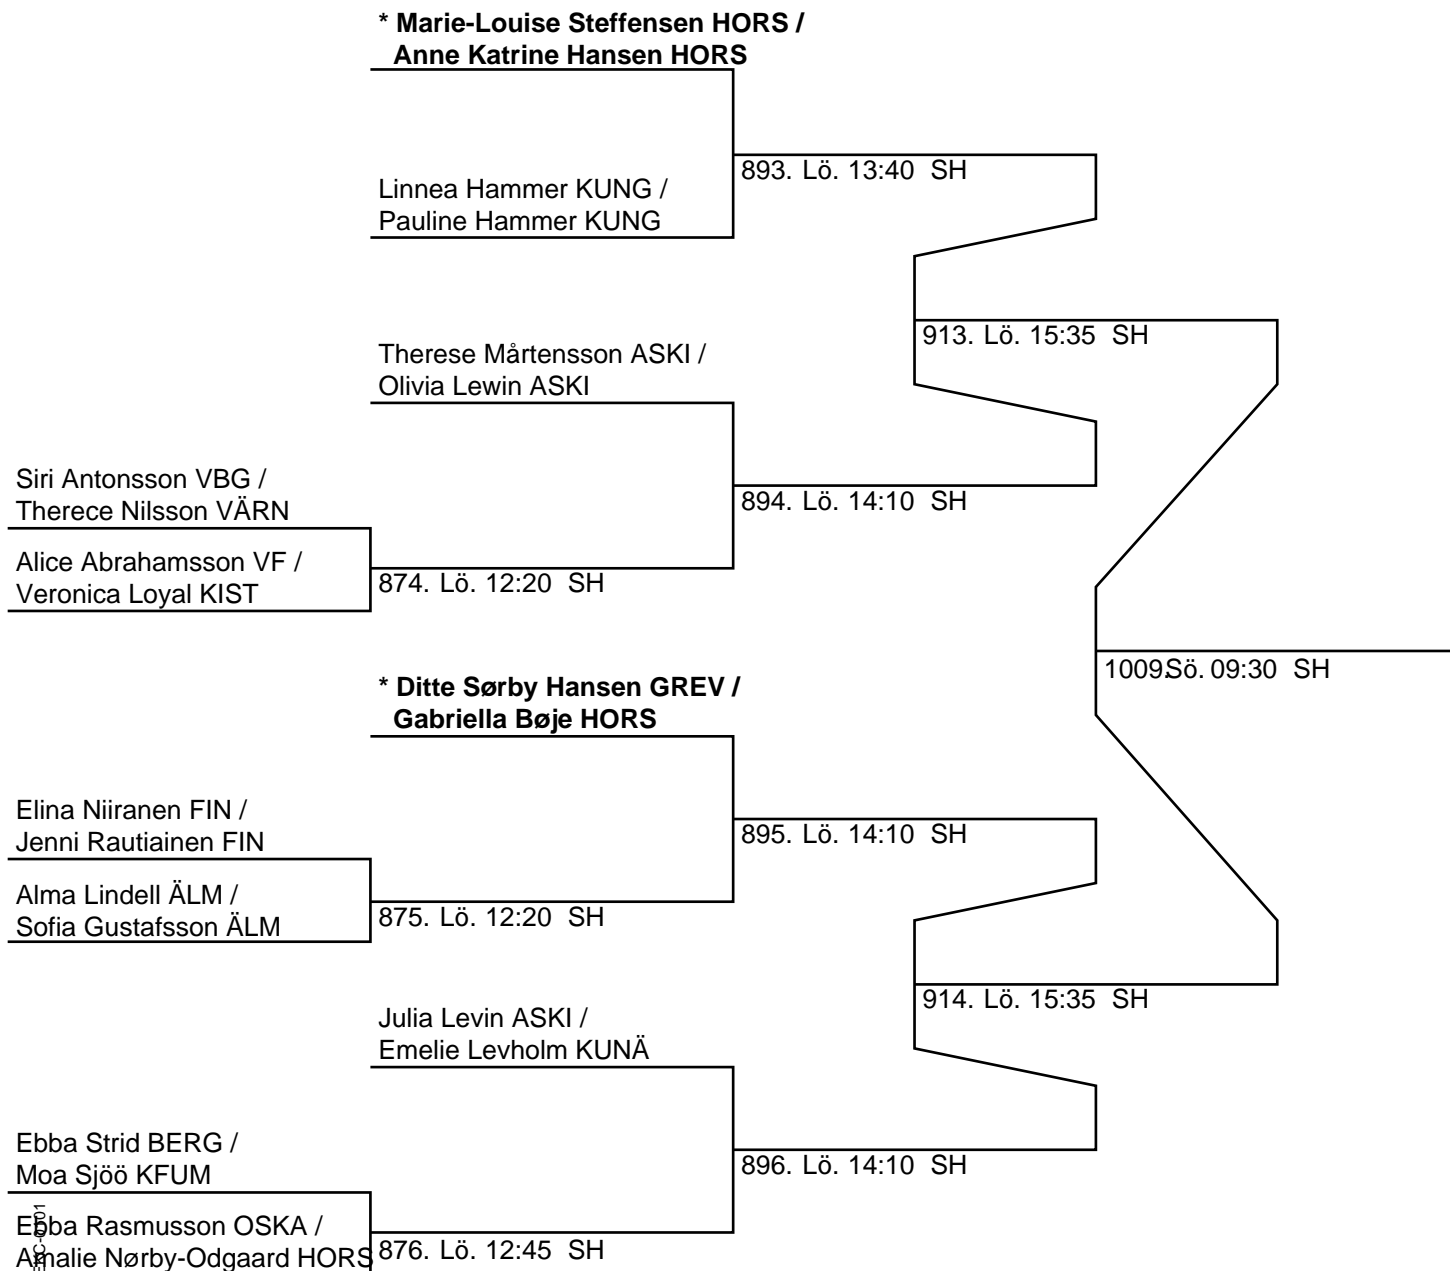 * Marie-Louise Steffensen HORS /
Anne Katrine Hansen HORS
893. Lö. 13:40 SH
Linnea Hammer KUNG /
Pauline Hammer KUNG
913. Lö. 15:35 SH
Therese Mårtensson ASKI /
Olivia Lewin ASKI
Siri Antonsson VBG /
Therece Nilsson VÄRN
894. Lö. 14:10 SH
Alice Abrahamsson VF /
Veronica Loyal KIST
874. Lö. 12:20 SH
1009. Sö. 09:30 SH
* Ditte Sørby Hansen GREV /
Gabriella Bøje HORS
Elina Niiranen FIN /
Jenni Rautiainen FIN
895. Lö. 14:10 SH
Alma Lindell ÄLM /
Sofia Gustafsson ÄLM
875. Lö. 12:20 SH
914. Lö. 15:35 SH
Julia Levin ASKI /
Emelie Levholm KUNÄ
Ebba Strid BERG /
Moa Sjöö KFUM
896. Lö. 14:10 SH
Ebba Rasmusson OSKA /
Amalie Nørby-Odgaard HORS
876. Lö. 12:45 SH